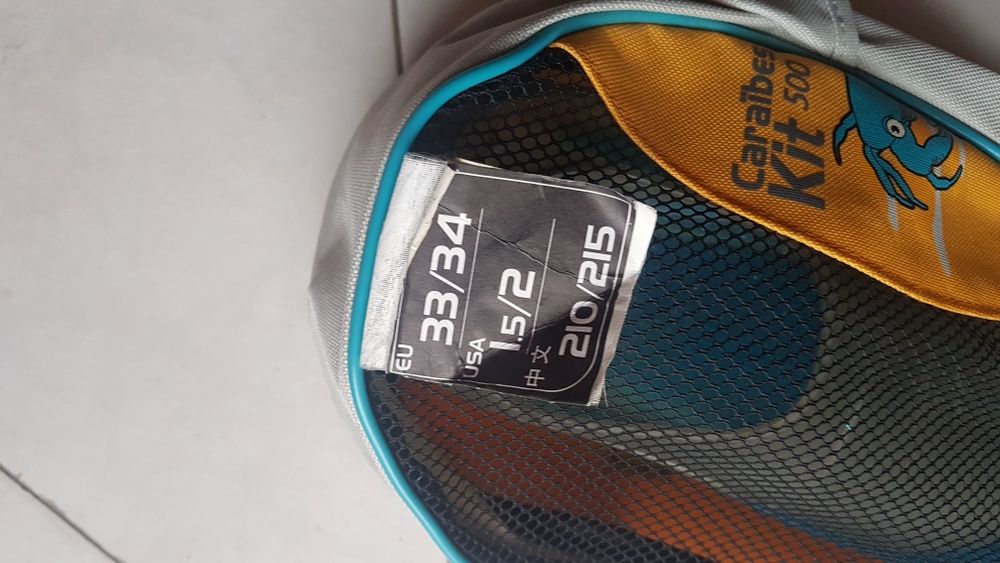 Caraïbes
Kit 500
EU
33/34
USA
1.5/2
中文
210/215